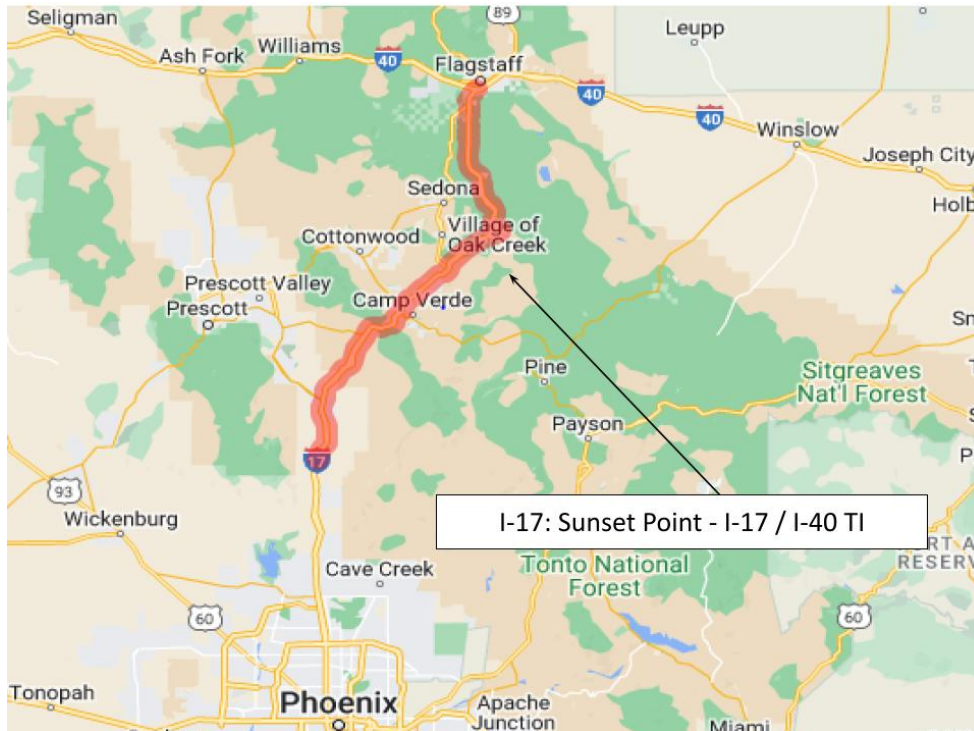 Seligman
89
Leupp
Ash Fork
Williams
40
Flagstaff
40
40
Winslow
Joseph City
Holb
Sedona
Village of
Oak Creek
Cottonwood
Prescott Valley
Prescott
Camp Verde
Pine
Sitgreaves
Nat'l Forest
Payson
17
93
Wickenburg
I-17: Sunset Point - I-17 / I-40 TI
RT A
RESERV
Tonto National
Forest
Cave Creek
60
60
Tonopah
Phoenix
Apache
Junction
Miami